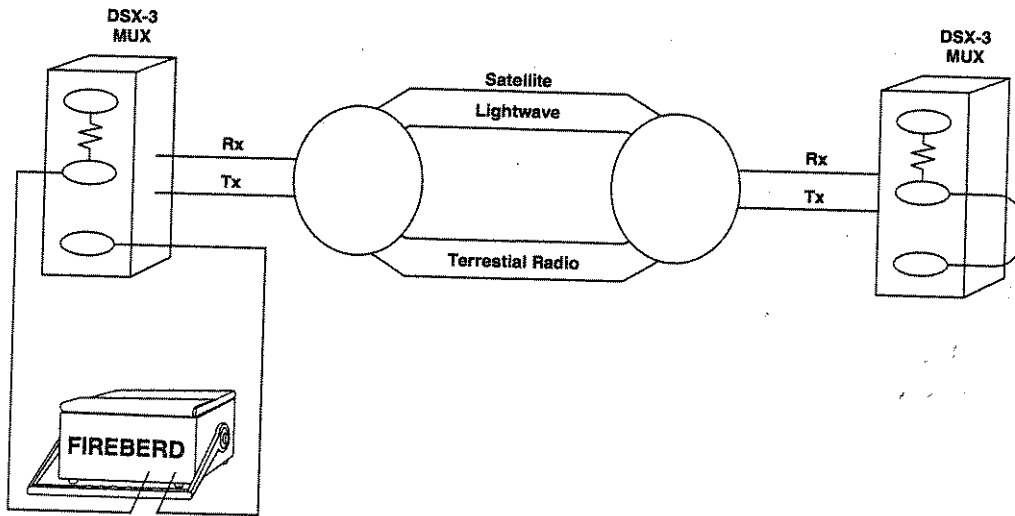 DSX-3
MUX
DSX-3
MUX
Satellite
Lightwave
Rx
Tx
Rx
Tx
Terrestial Radio
FIREBERD